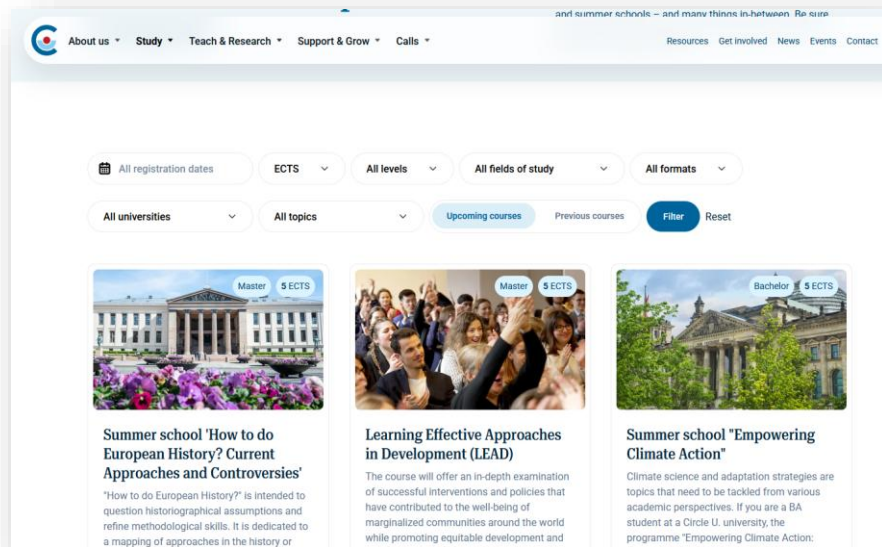 and summer schools – and many things in-between. Be sure
About us Study Teach & Research Support & Grow Calls Resources Get involved News Events Contact
All registration dates ECTS All levels All fields of study All formats
All universities All topics Upcoming courses Previous courses Filter Reset
Master 5 ECTS
Master 5 ECTS
Bachelor 5 ECTS
Summer school 'How to do
European History? Current
Approaches and Controversies'
"How to do European History?" is intended to
question historiographical assumptions and
refine methodological skills. It is dedicated to
a mapping of approaches in the history or
Learning Effective Approaches
in Development (LEAD)
The course will offer an in-depth examination
of successful interventions and policies that
have contributed to the well-being of
marginalized communities around the world
while promoting equitable development and
Summer school "Empowering
Climate Action"
Climate science and adaptation strategies are
topics that need to be tackled from various
academic perspectives. If you are a BA
student at a Circle U. university, the
programme "Empowering Climate Action: